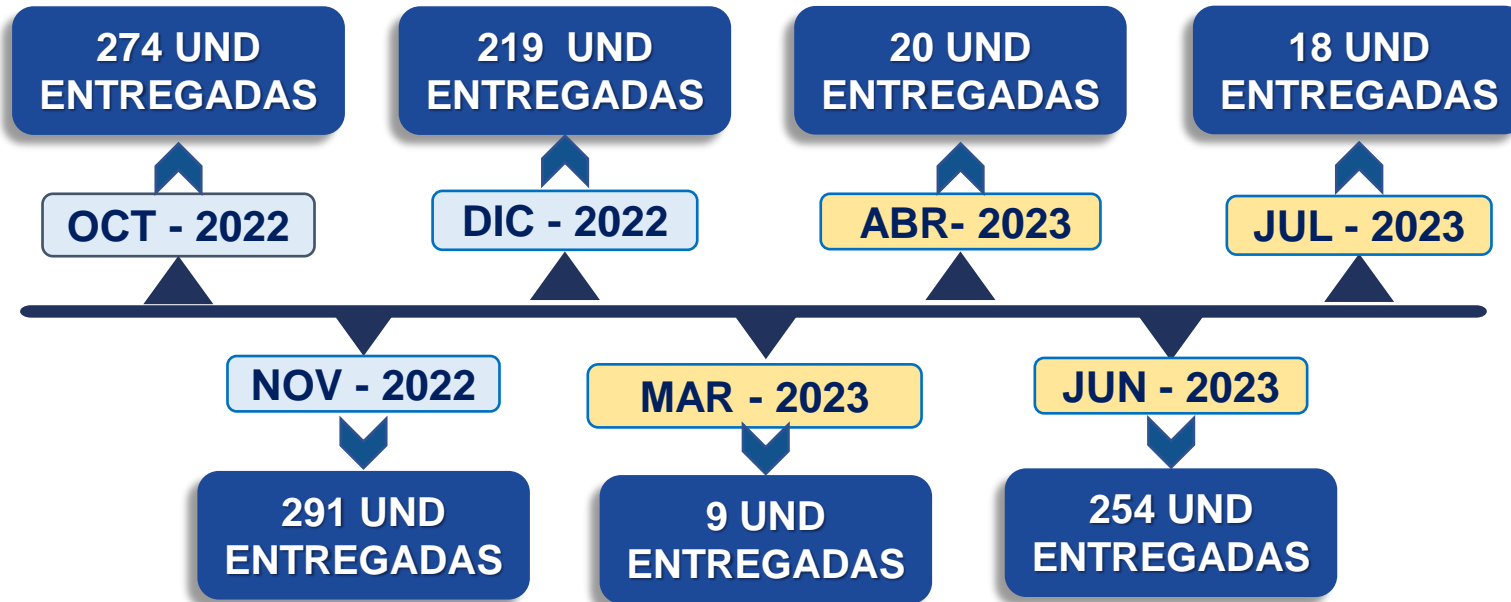 274 UND
ENTREGADAS
219 UND
ENTREGADAS
20 UND
ENTREGADAS
18 UND
ENTREGADAS
OCT - 2022
DIC - 2022
ABR- 2023
JUL - 2023
NOV - 2022
MAR - 2023
JUN - 2023
291 UND
ENTREGADAS
9 UND
ENTREGADAS
254 UND
ENTREGADAS